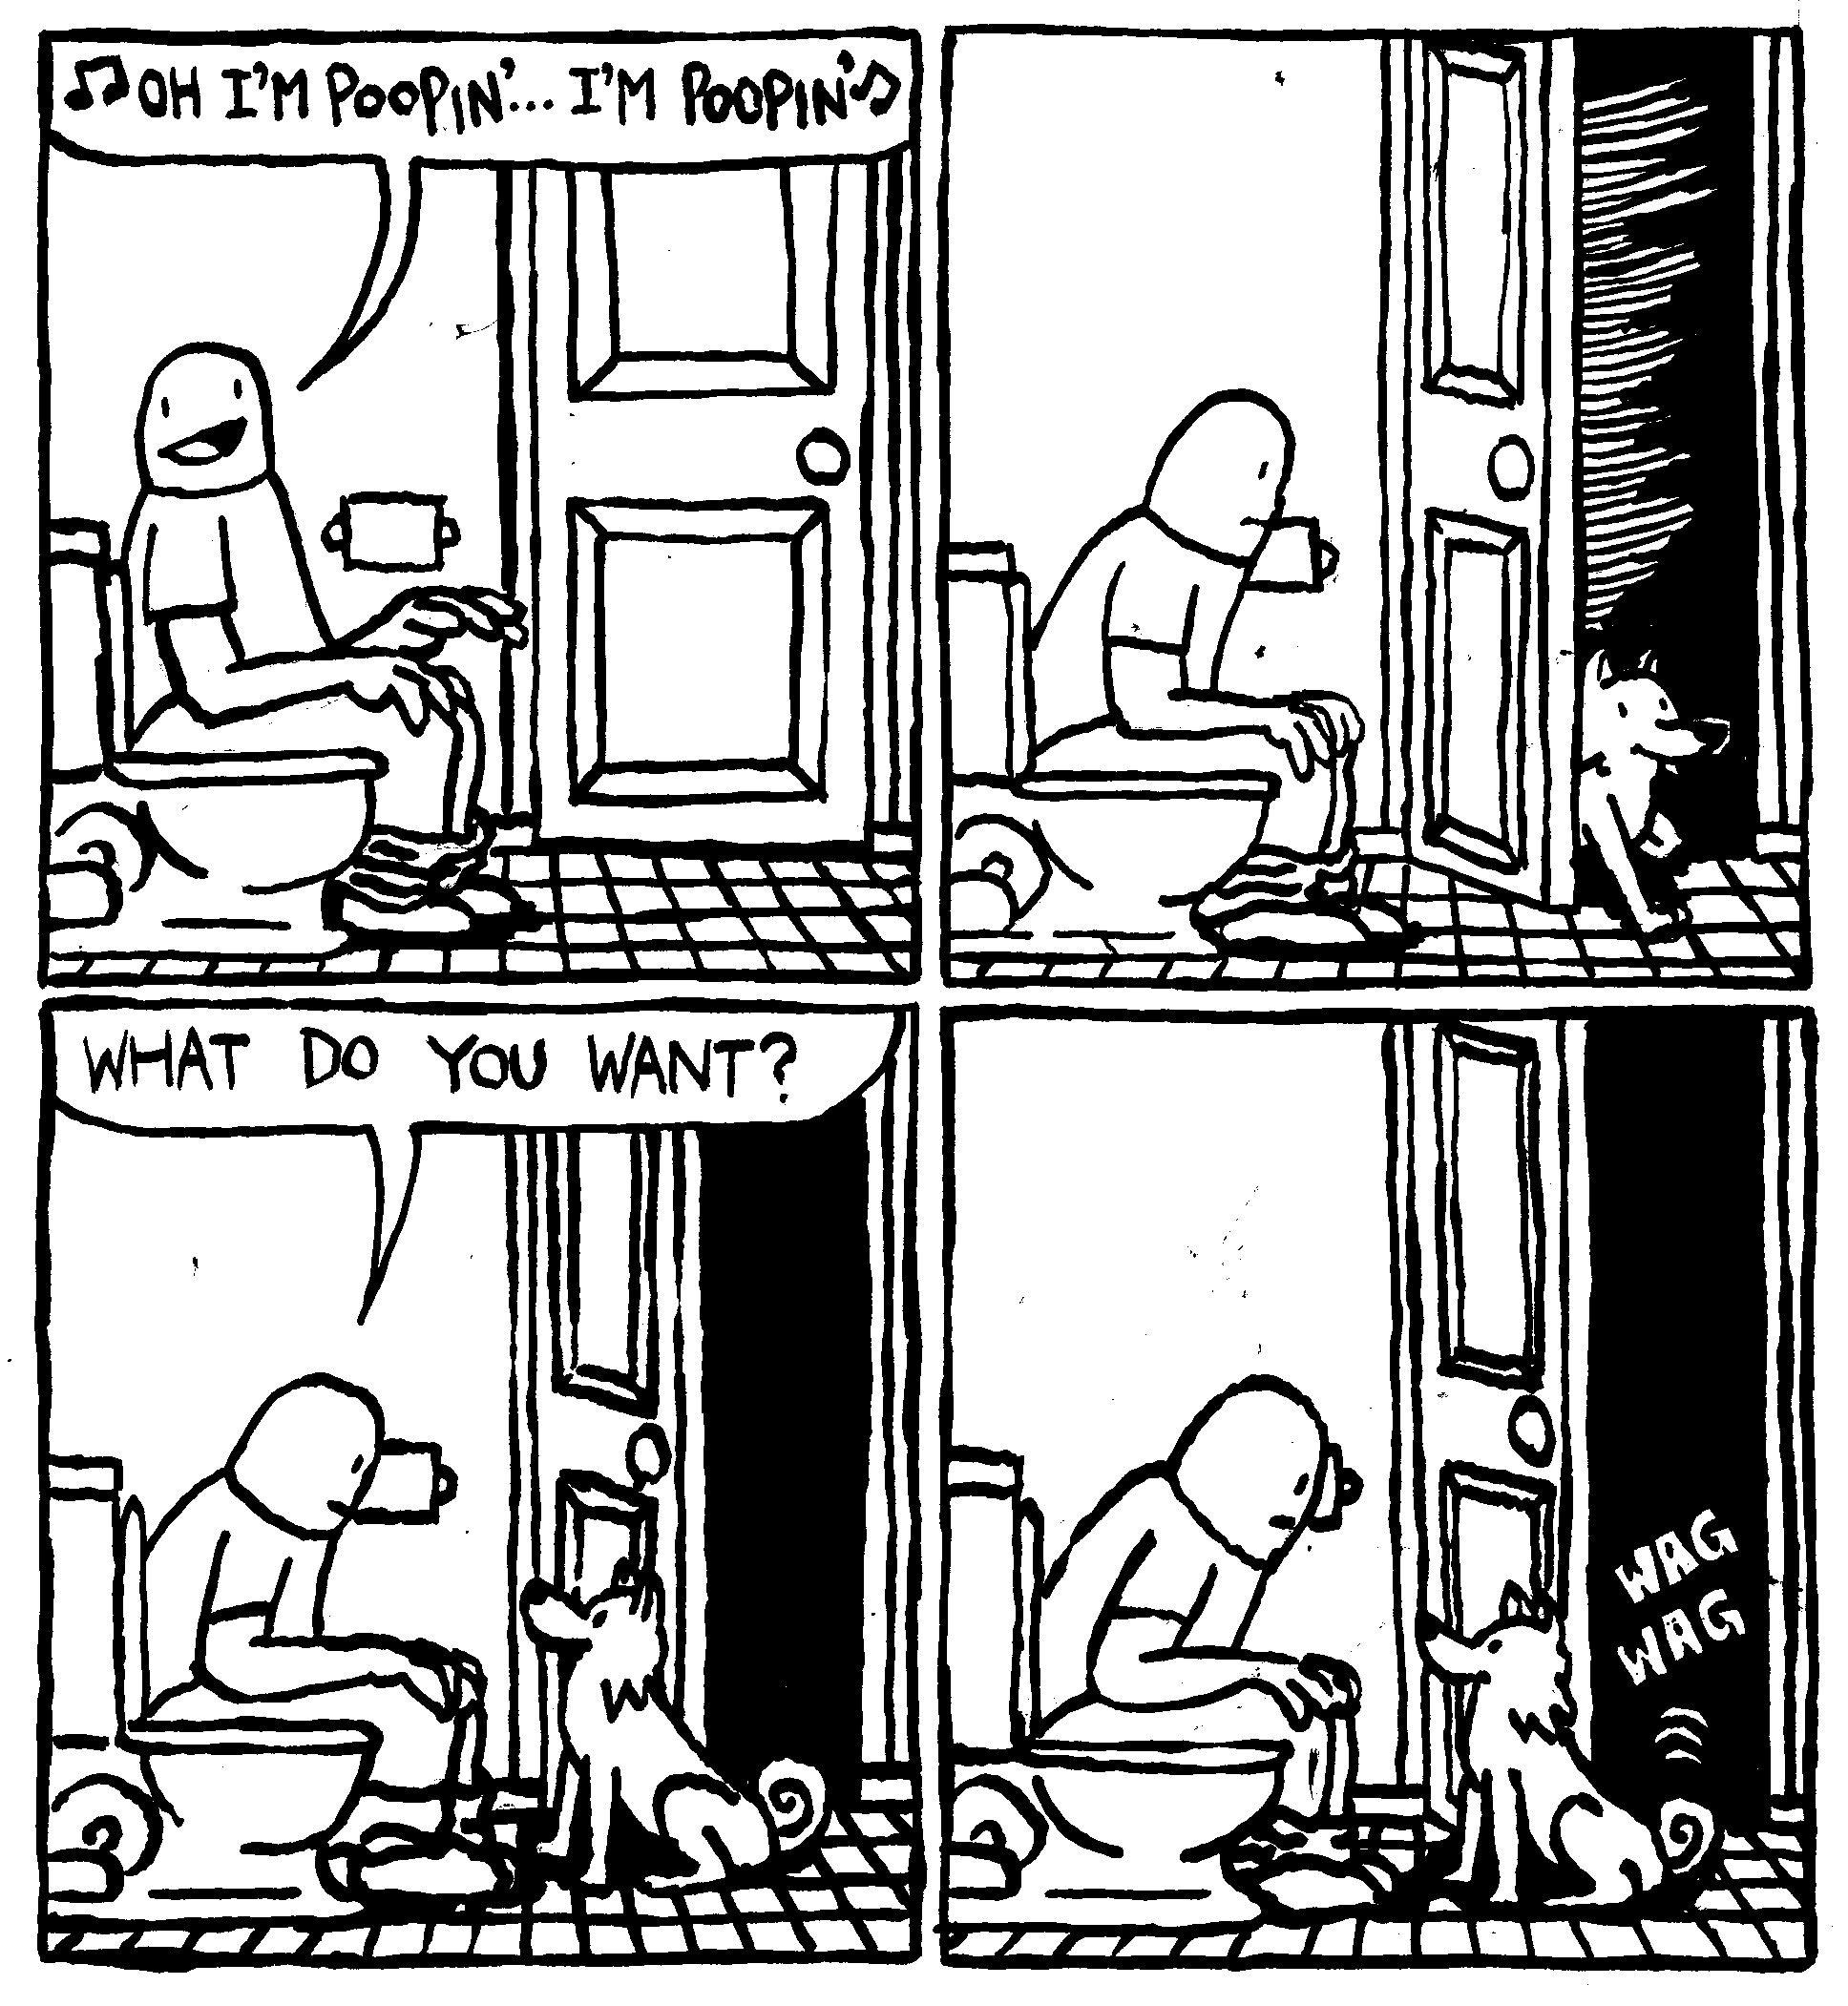 ♫ OH I'M POOPIN'... I'M POOPIN' ♫
WHAT DO YOU WANT?
WAG
WAG